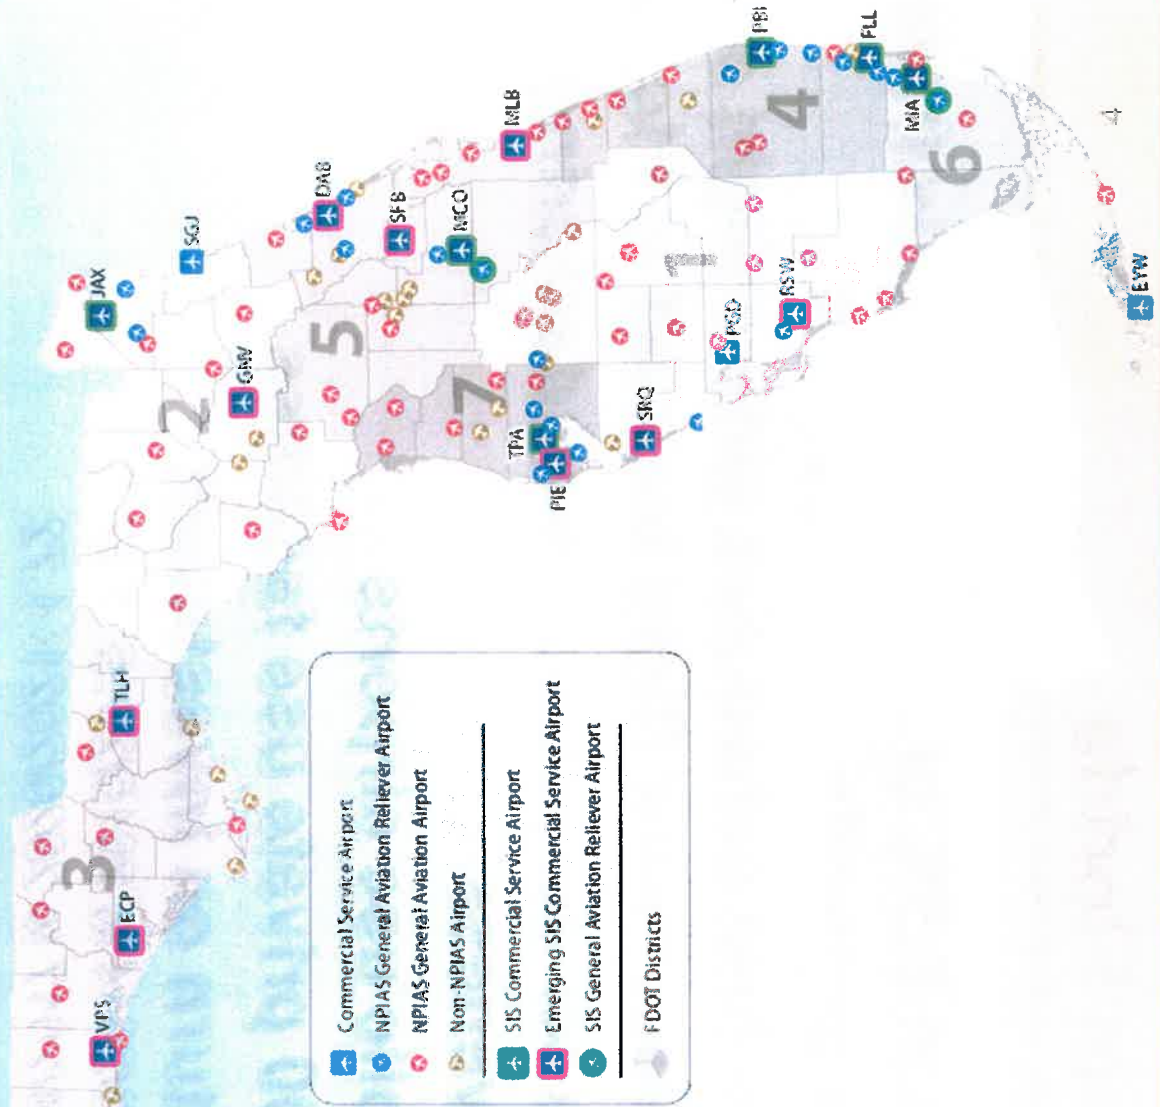 JAX
SGJ
2
GNV
DAB
5
SFB
MCO
MLB
7
TPA
PIE
SRQ
1
PGD
RSW
PBI
4
FLL
MIA
6
EYW
4
TLH
3
ECP
VPS
Commercial Service Airport
NPIAS General Aviation Reliever Airport
NPIAS General Aviation Airport
Non-NPIAS Airport
SIS Commercial Service Airport
Emerging SIS Commercial Service Airport
SIS General Aviation Reliever Airport
FDOT Districts